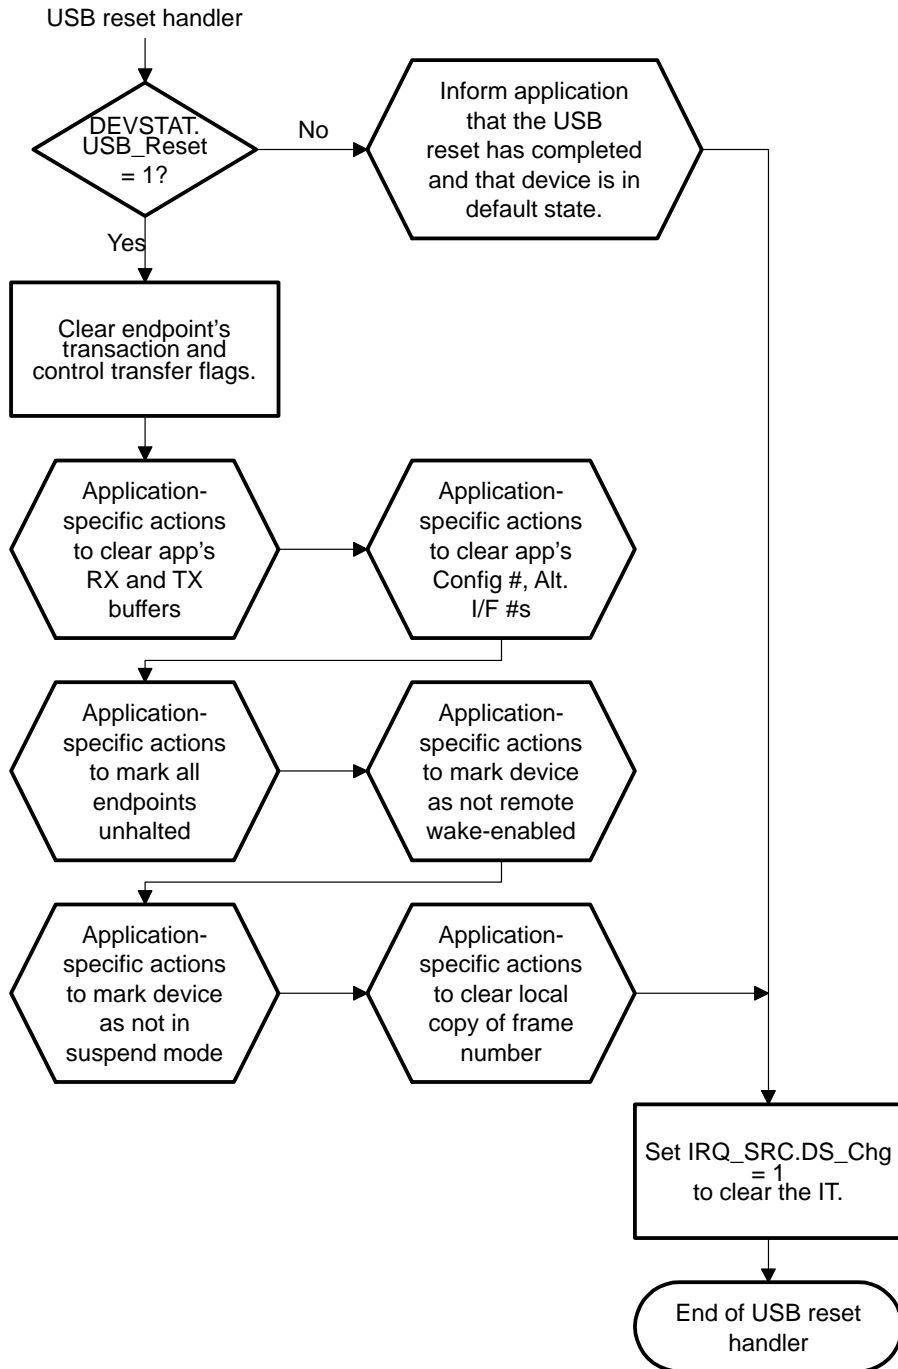 USB reset handler
DEVSTAT.
USB_Reset
= 1?
No
Inform application
that the USB
reset has completed
and that device is in
default state.
Yes
Clear endpoint's
transaction and
control transfer flags.
Application-
specific actions
to clear app's
RX and TX
buffers
Application-
specific actions
to clear app's
Config #, Alt.
I/F #s
Application-
specific actions
to mark all
endpoints
unhalted
Application-
specific actions
to mark device
as not remote
wake-enabled
Application-
specific actions
to mark device
as not in
suspend mode
Application-
specific actions
to clear local
copy of frame
number
Set IRQ_SRC.DS_Chg
= 1
to clear the IT.
End of USB reset
handler